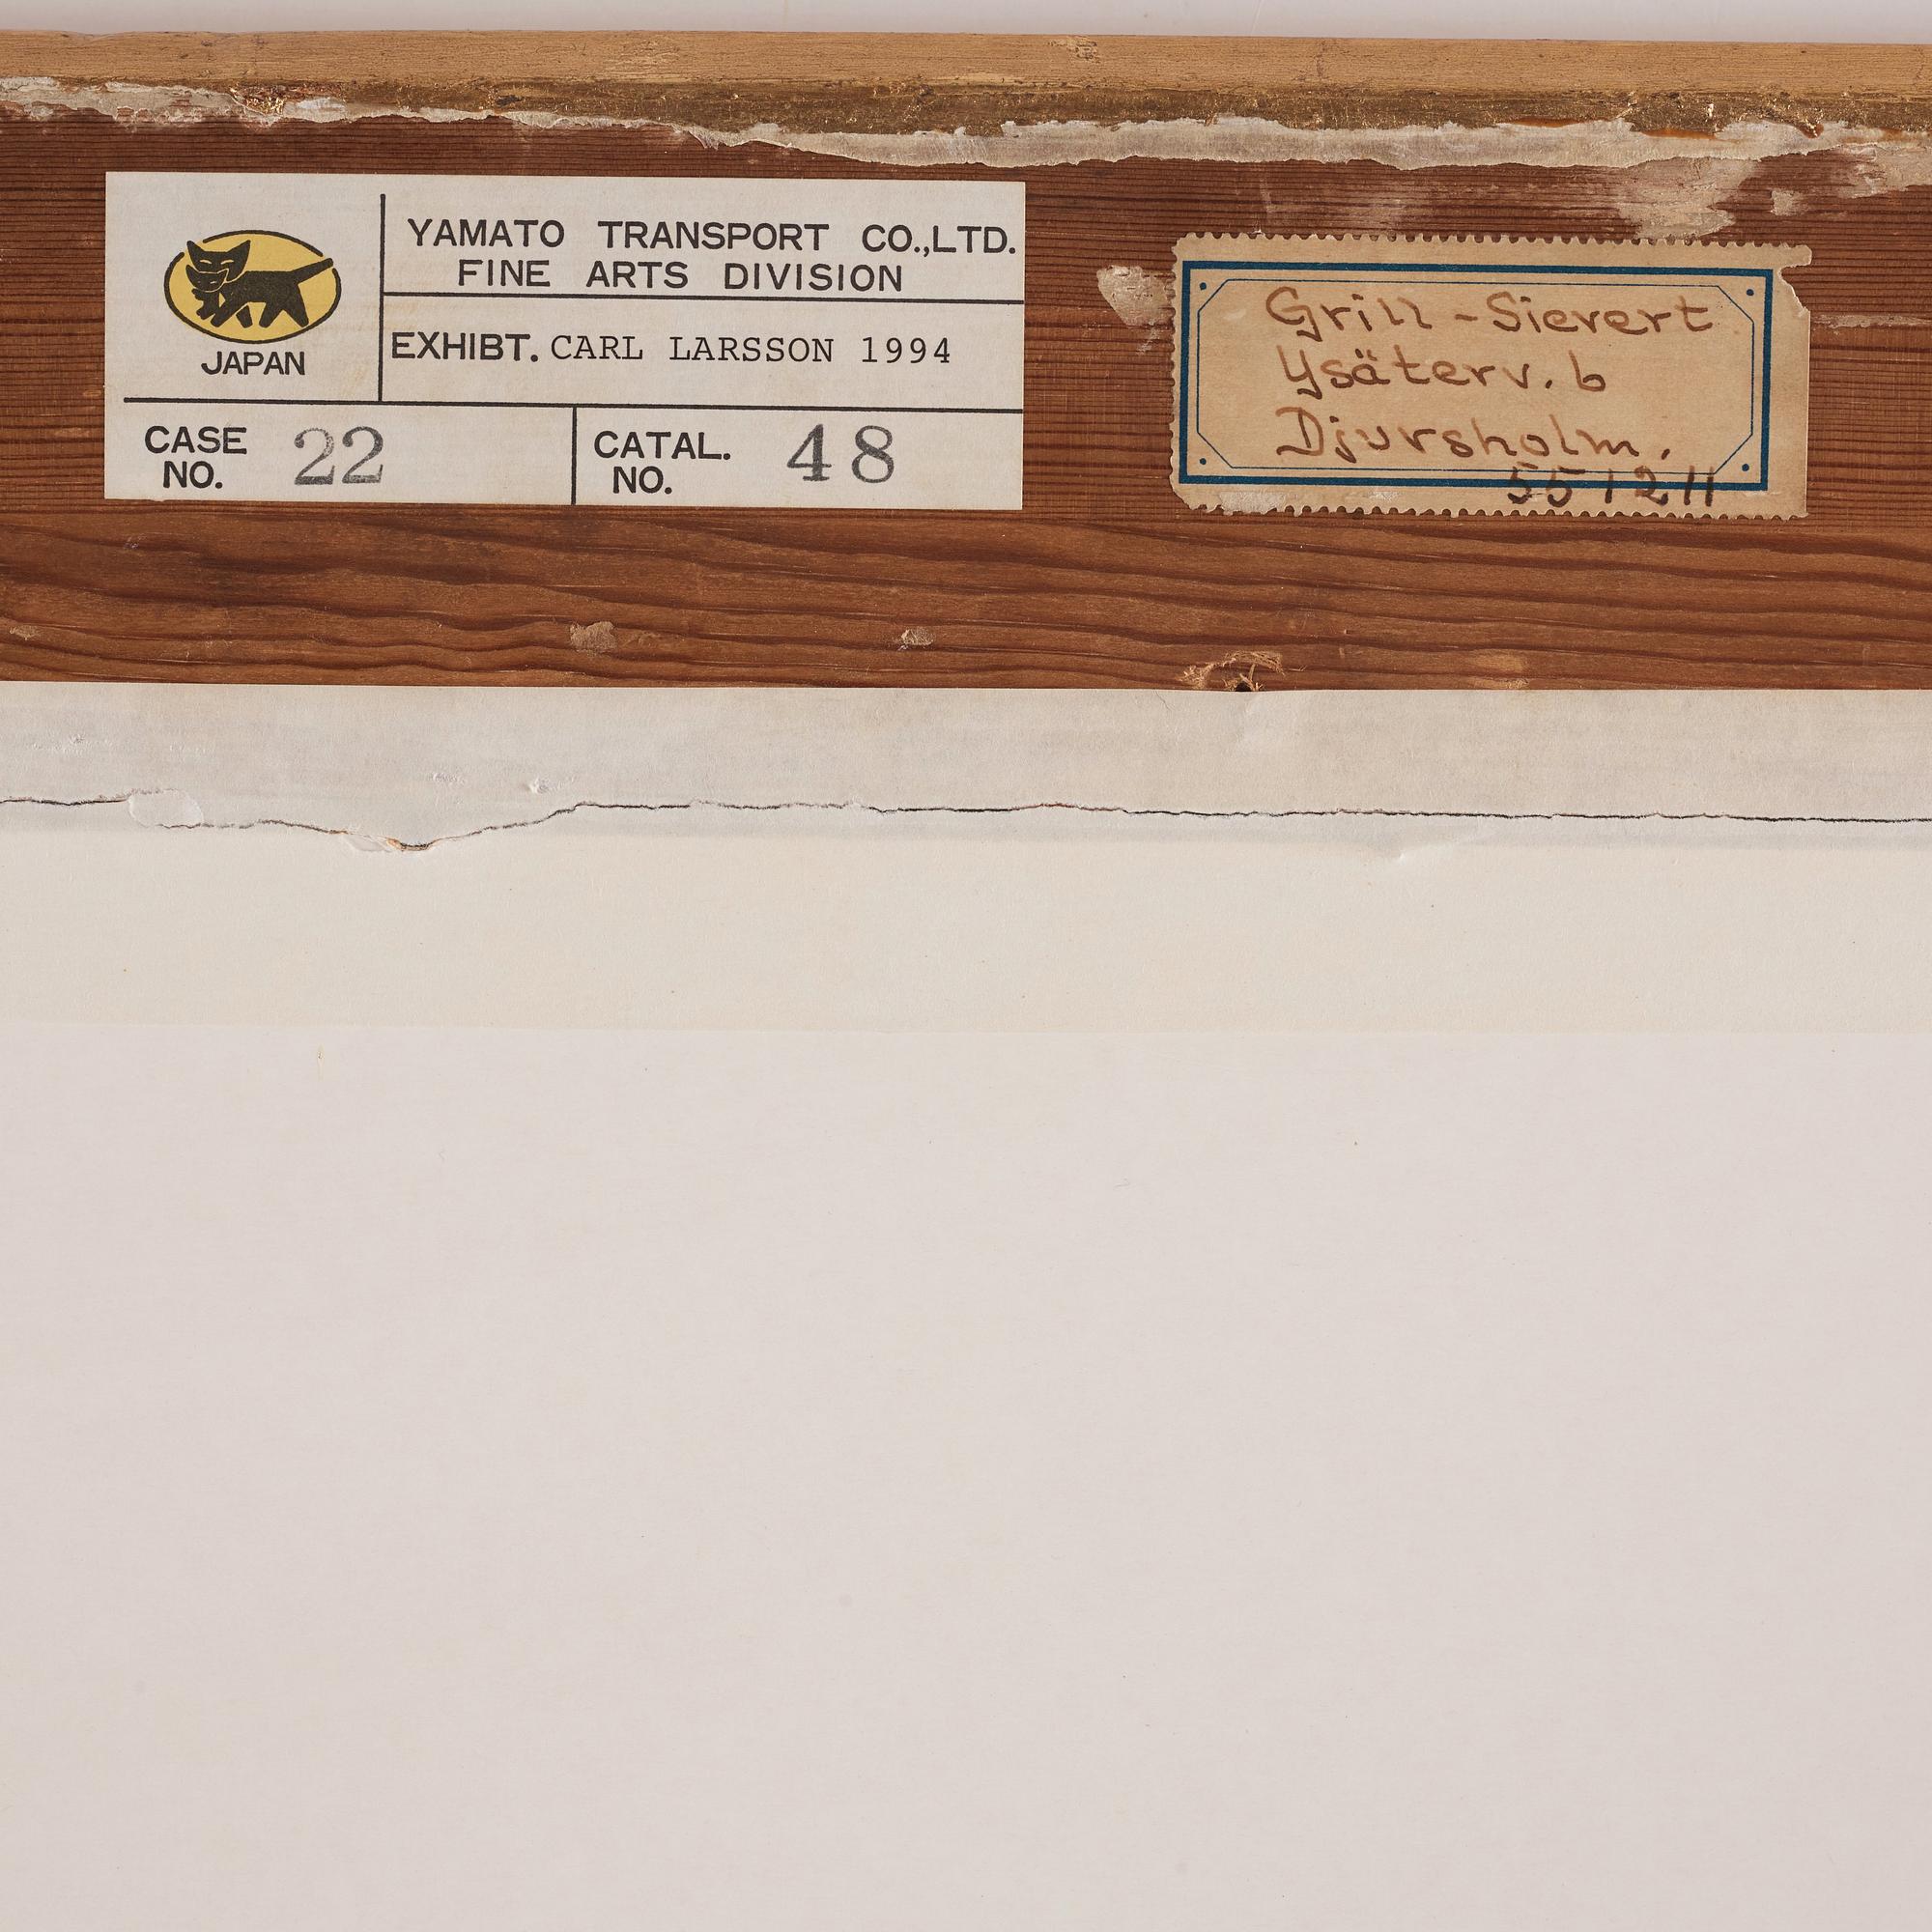 YAMATO TRANSPORT CO.,LTD.
FINE ARTS DIVISION
JAPAN
EXHIBT. CARL LARSSON 1994
CASE NO. 22
CATAL. NO. 48
Grill - Sievert
Ysäterv. 6
Djursholm.
551211